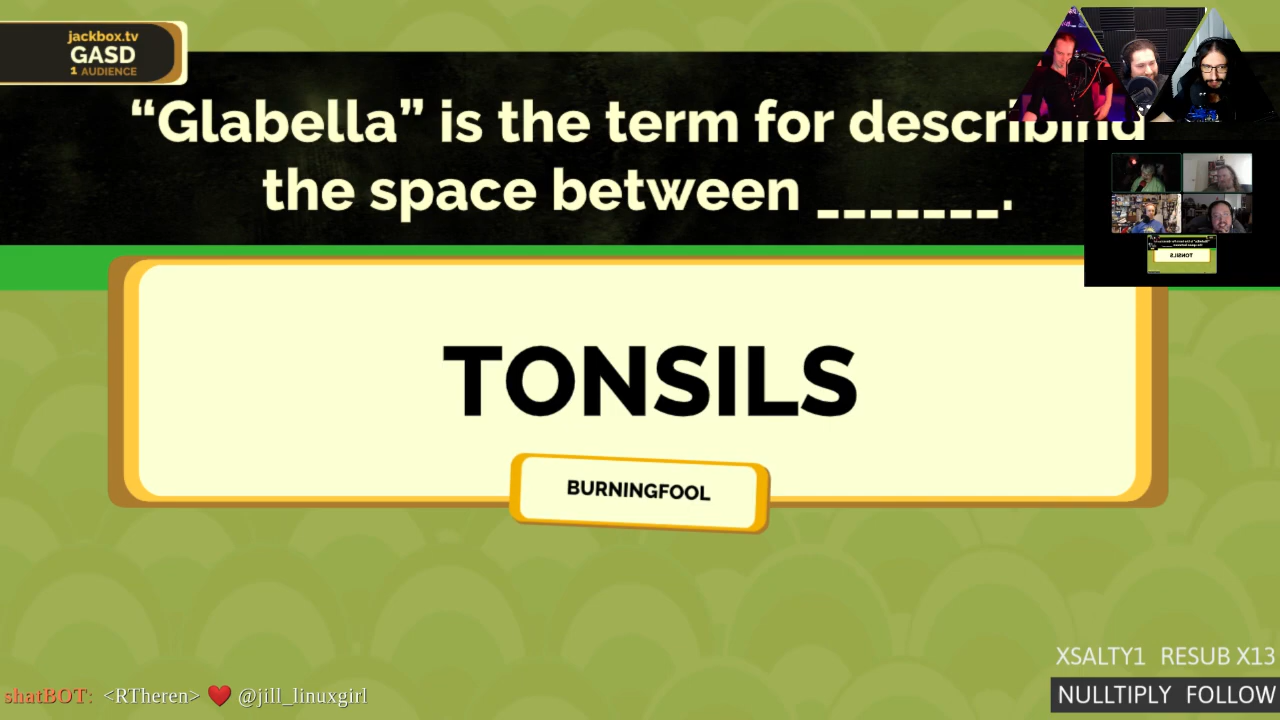 jackbox.tv
GASD
1 AUDIENCE
“Glabella” is the term for describing
the space between _______.
TONSILS
BURNINGFOOL
TONSILS
XSALTY1 RESUB X13
NULLTIPLY FOLLOW
shatBOT: <RTheren> ❤️ @jill_linuxgirl